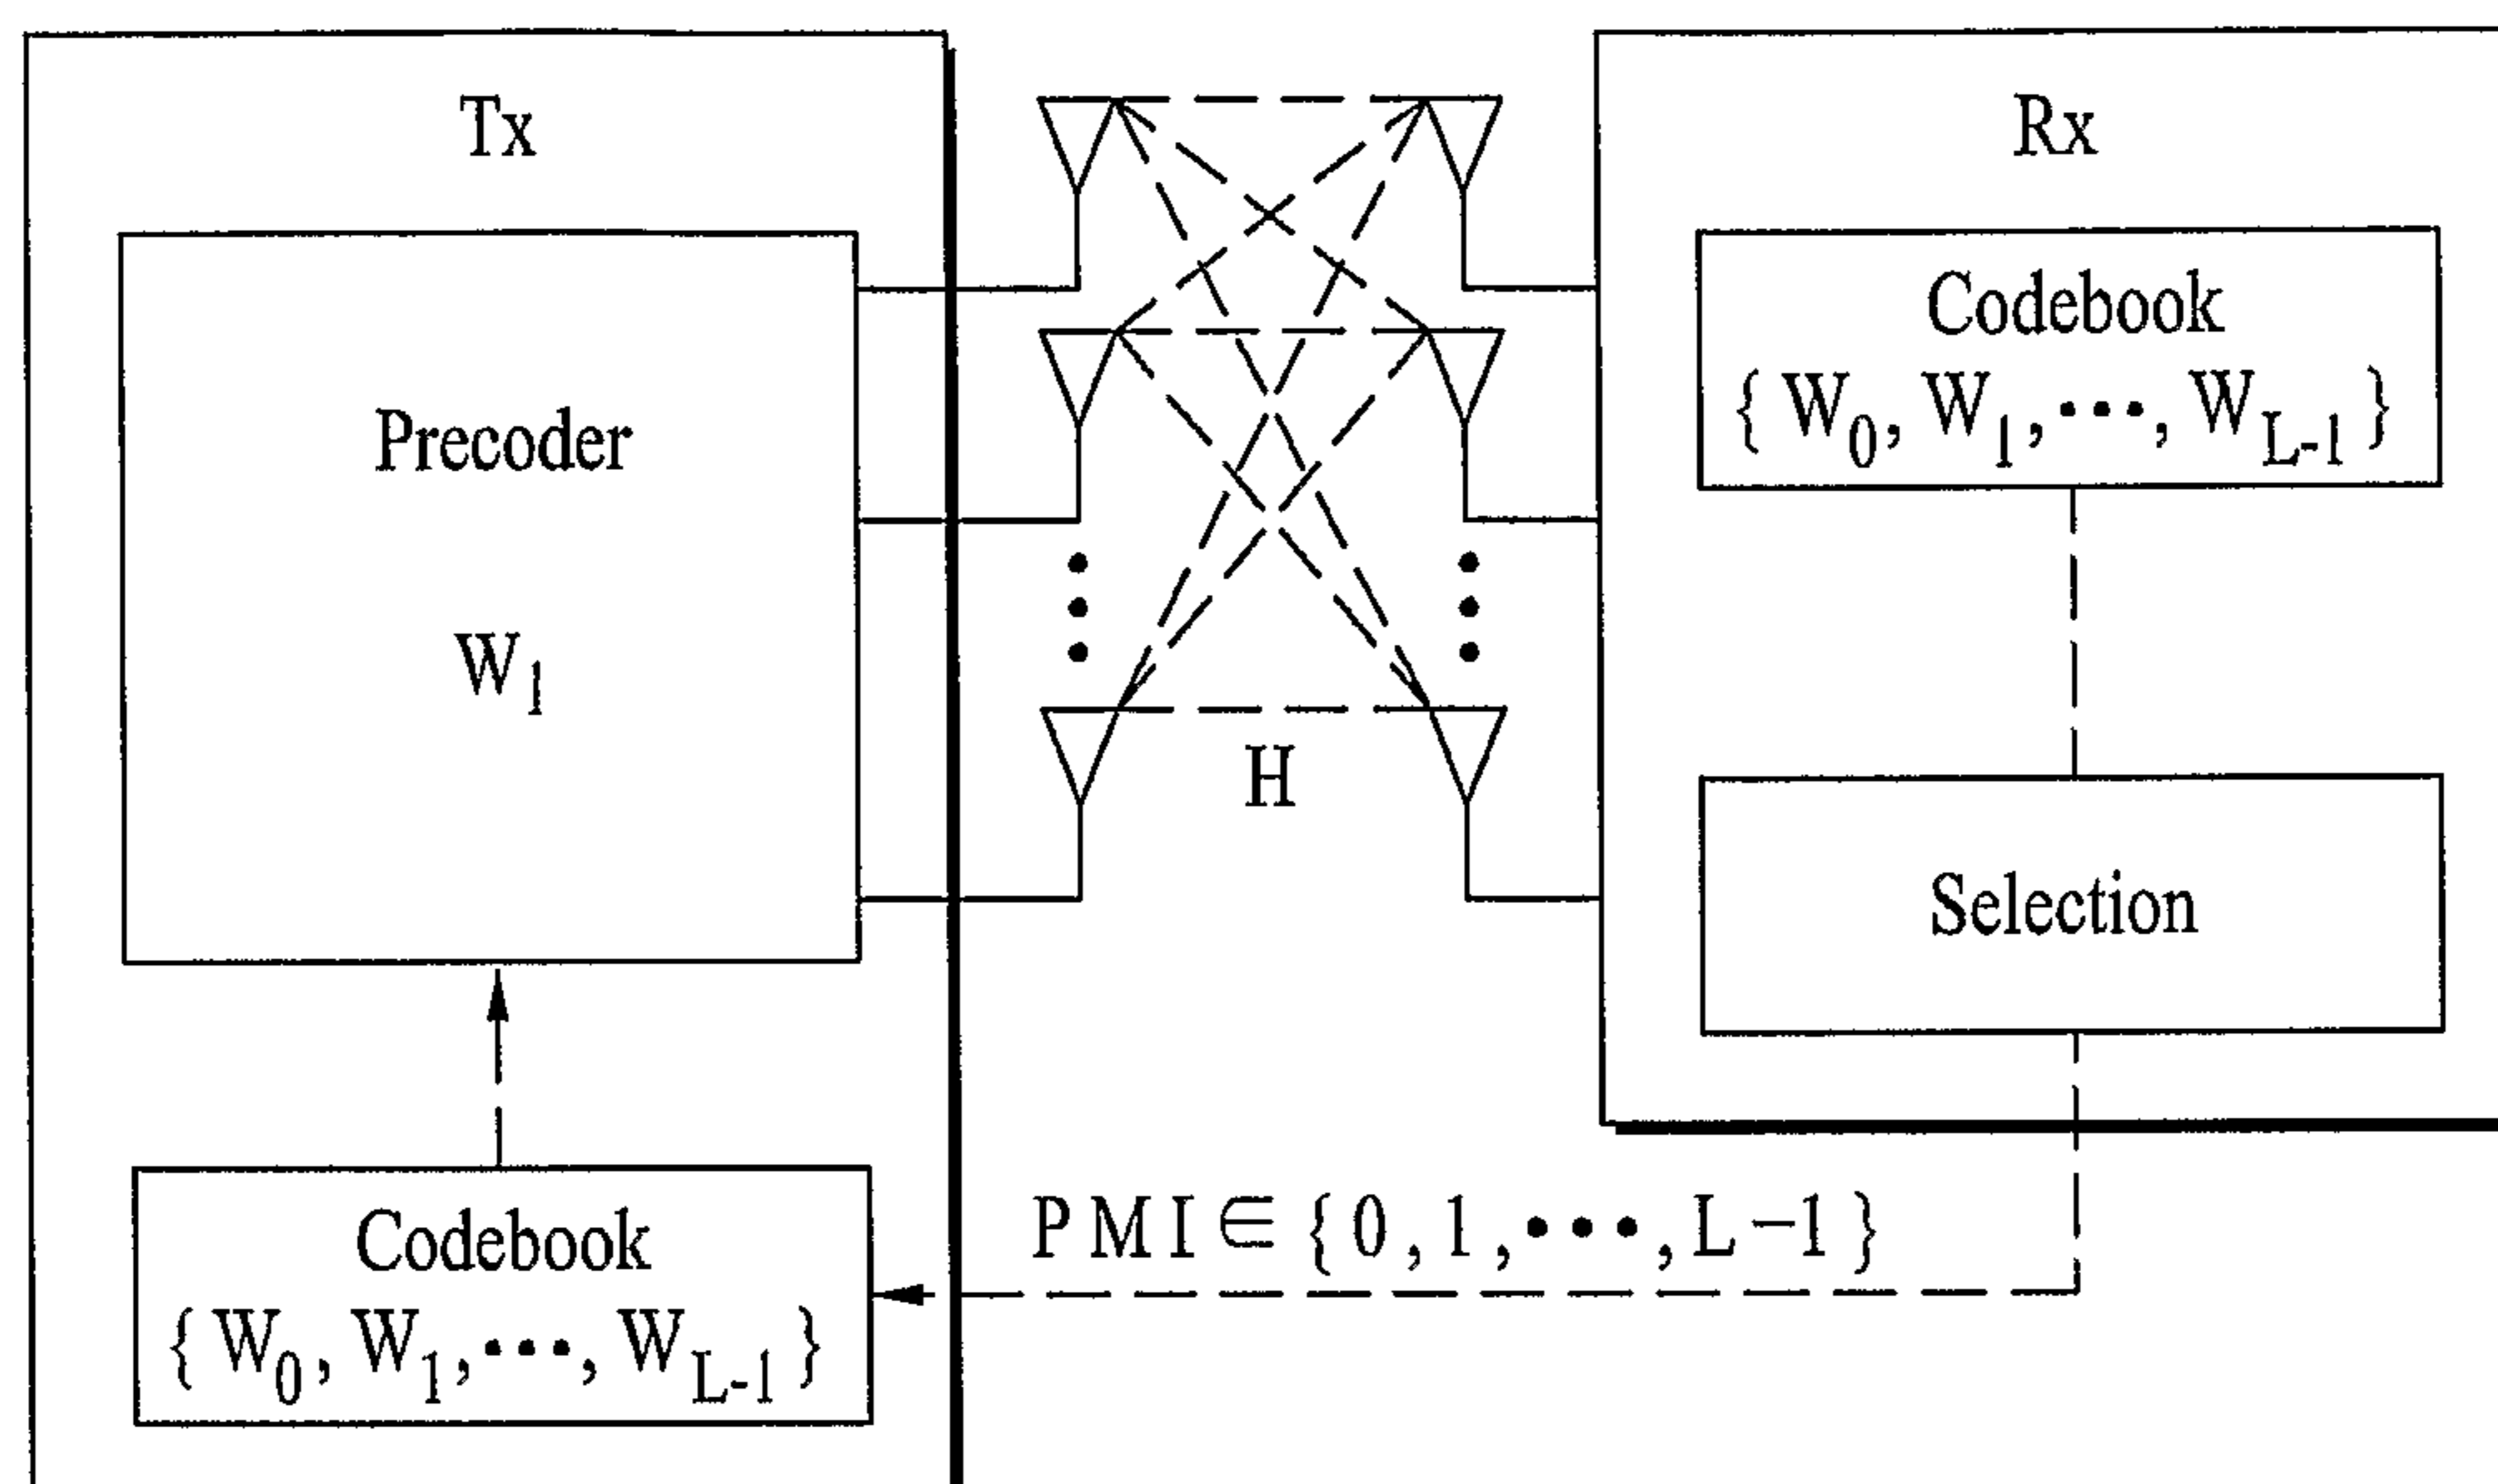 Tx
Precoder
W1
Codebook
{ W0, W1, •••, WL-1 }
H
PMI ∈ { 0 , 1 , ••• , L−1 }
Rx
Codebook
{ W0, W1, •••, WL-1 }
Selection